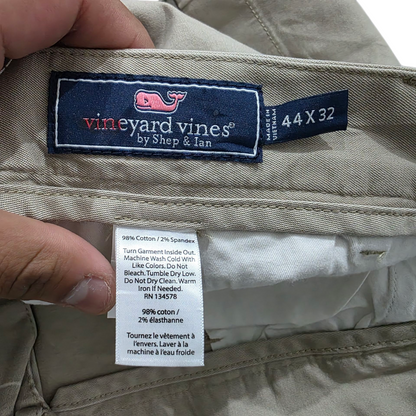 vineyard vines®
by Shep & Ian
MADE IN
VIETNAM
44 X 32
98% Cotton / 2% Spandex
Turn Garment Inside Out.
Machine Wash Cold With
Like Colors. Do Not
Bleach. Tumble Dry Low.
Do Not Dry Clean. Warm
Iron If Needed.
RN 134578
98% coton /
2% élasthanne
Tournez le vêtement à
l'envers. Laver à la
machine à l'eau froide